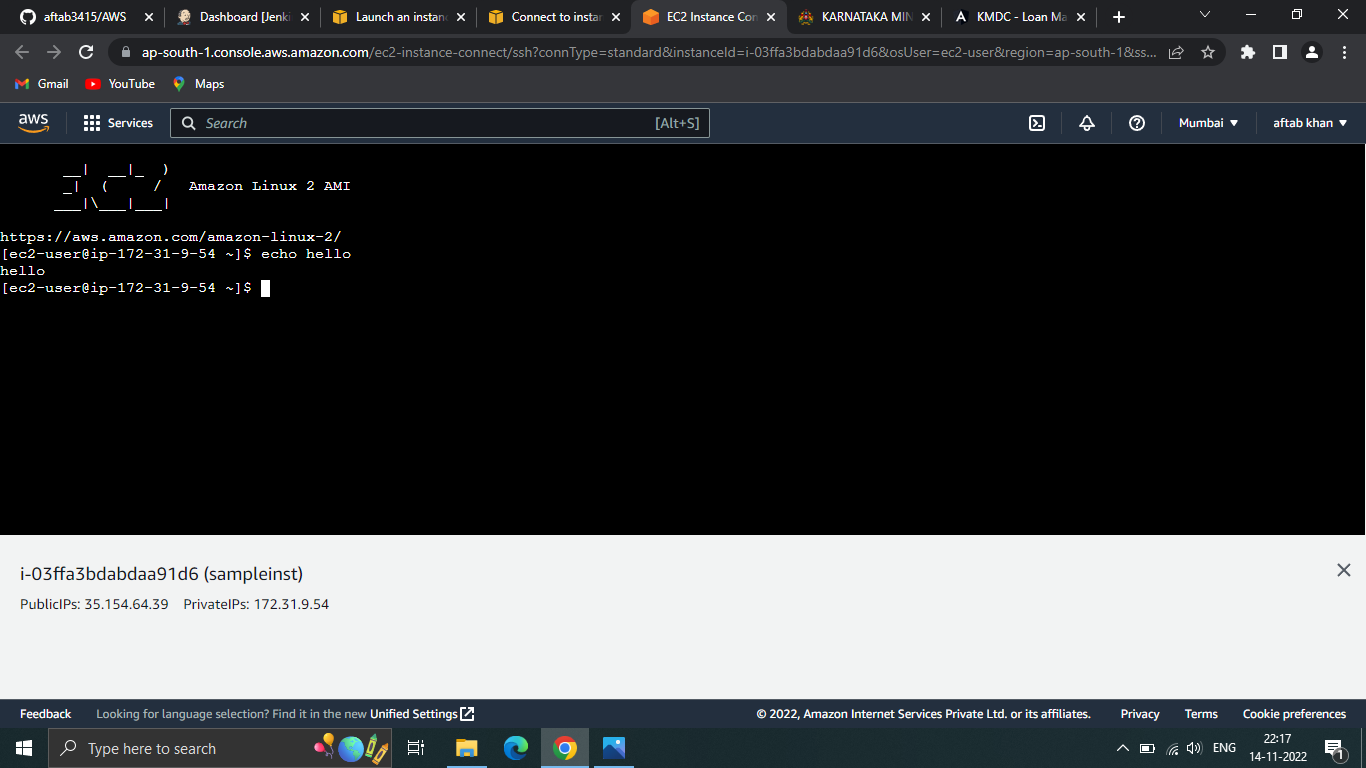 aftab3415/AWS
Dashboard [Jenki
Launch an instan
Connect to instan
EC2 Instance Con
KARNATAKA MIN
KMDC - Loan Ma
ap-south-1.console.aws.amazon.com/ec2-instance-connect/ssh?connType=standard&instanceId=i-03ffa3bdabdaa91d6&osUser=ec2-user&region=ap-south-1&ss...
Gmail YouTube Maps
aws Services Search [Alt+S] Mumbai aftab khan
__|  __|_  )
_|  (     /   Amazon Linux 2 AMI
___|\___|___|
https://aws.amazon.com/amazon-linux-2/
[ec2-user@ip-172-31-9-54 ~]$ echo hello
hello
[ec2-user@ip-172-31-9-54 ~]$
i-03ffa3bdabdaa91d6 (sampleinst)
PublicIPs: 35.154.64.39 PrivateIPs: 172.31.9.54
Feedback Looking for language selection? Find it in the new Unified Settings © 2022, Amazon Internet Services Private Ltd. or its affiliates. Privacy Terms Cookie preferences
Type here to search ENG 22:17
14-11-2022 1